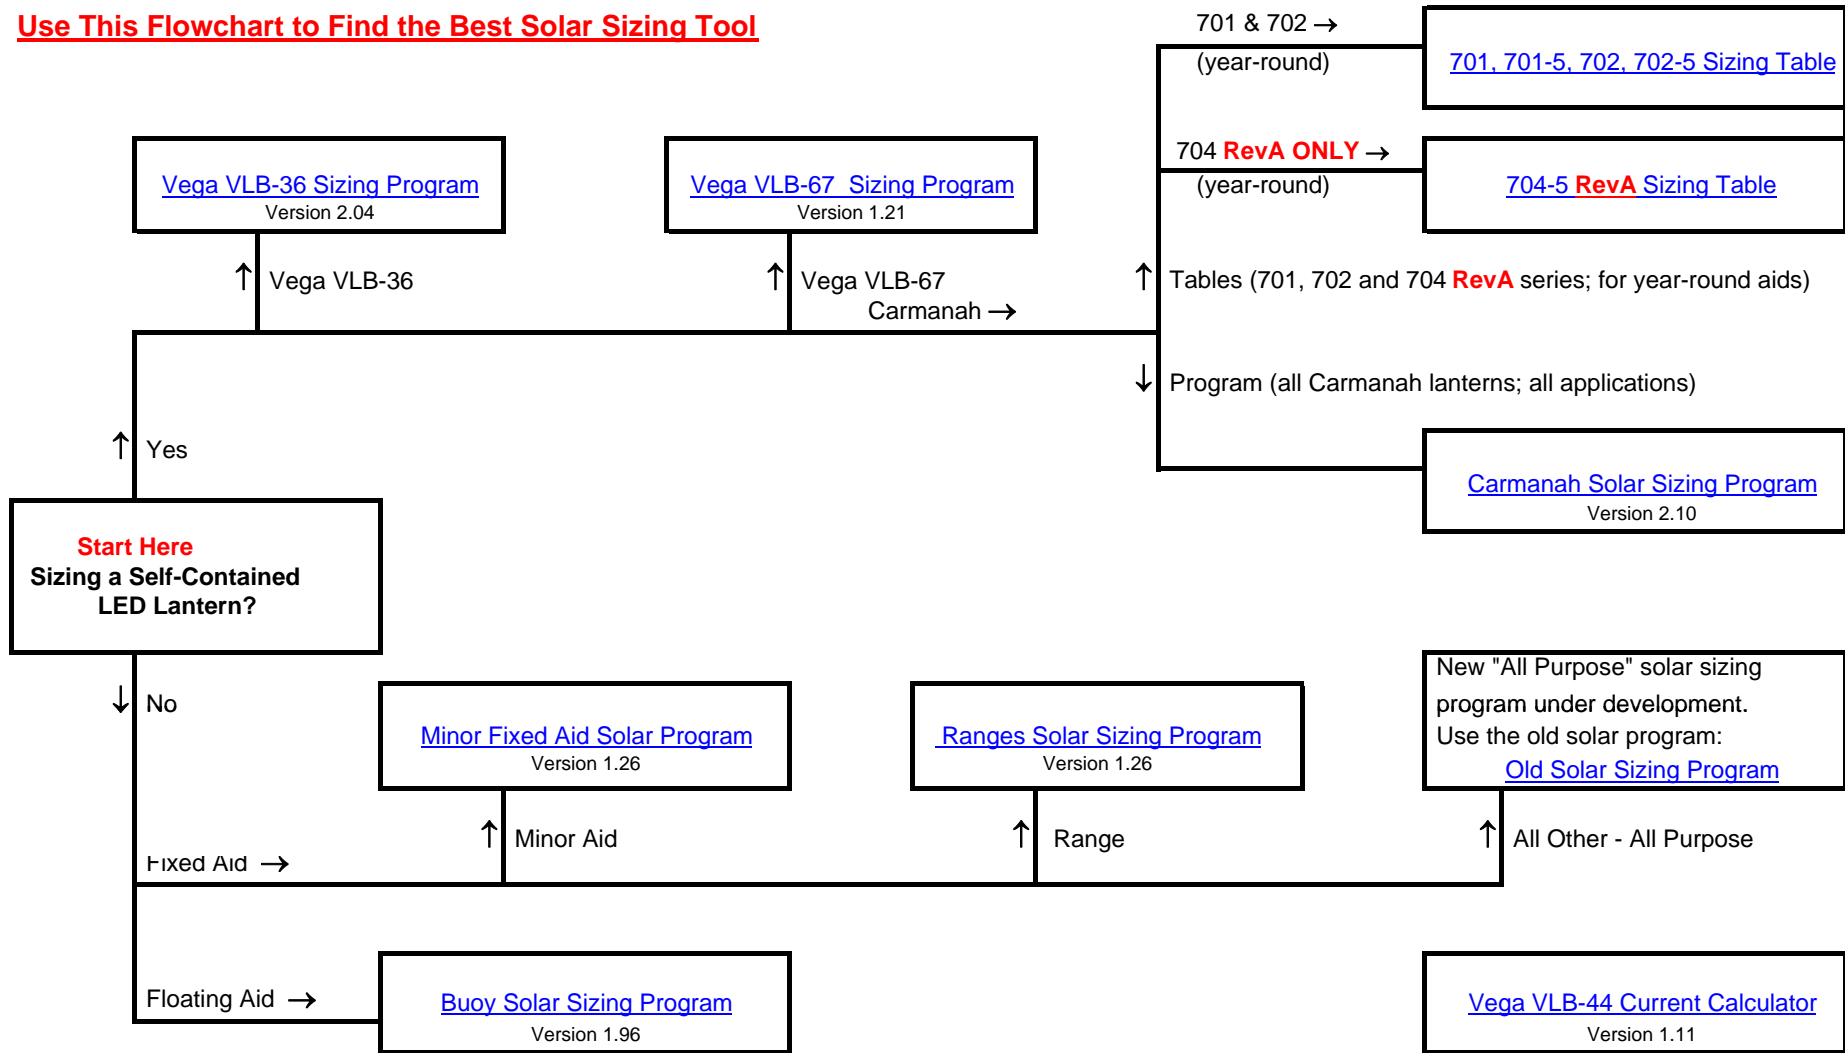 Use This Flowchart to Find the Best Solar Sizing Tool
701 & 702 →
(year-round)
701, 701-5, 702, 702-5 Sizing Table
704 RevA ONLY →
(year-round)
704-5 RevA Sizing Table
Vega VLB-36 Sizing Program
Version 2.04
Vega VLB-67 Sizing Program
Version 1.21
↑ Vega VLB-36
↑ Vega VLB-67
Carmanah →
↑ Tables (701, 702 and 704 RevA series; for year-round aids)
↓ Program (all Carmanah lanterns; all applications)
Carmanah Solar Sizing Program
Version 2.10
↑ Yes
Start Here
Sizing a Self-Contained
LED Lantern?
↓ No
Minor Fixed Aid Solar Program
Version 1.26
Ranges Solar Sizing Program
Version 1.26
New "All Purpose" solar sizing
program under development.
Use the old solar program:
Old Solar Sizing Program
↑ Minor Aid
↑ Range
↑ All Other - All Purpose
Fixed Aid →
Floating Aid →
Buoy Solar Sizing Program
Version 1.96
Vega VLB-44 Current Calculator
Version 1.11